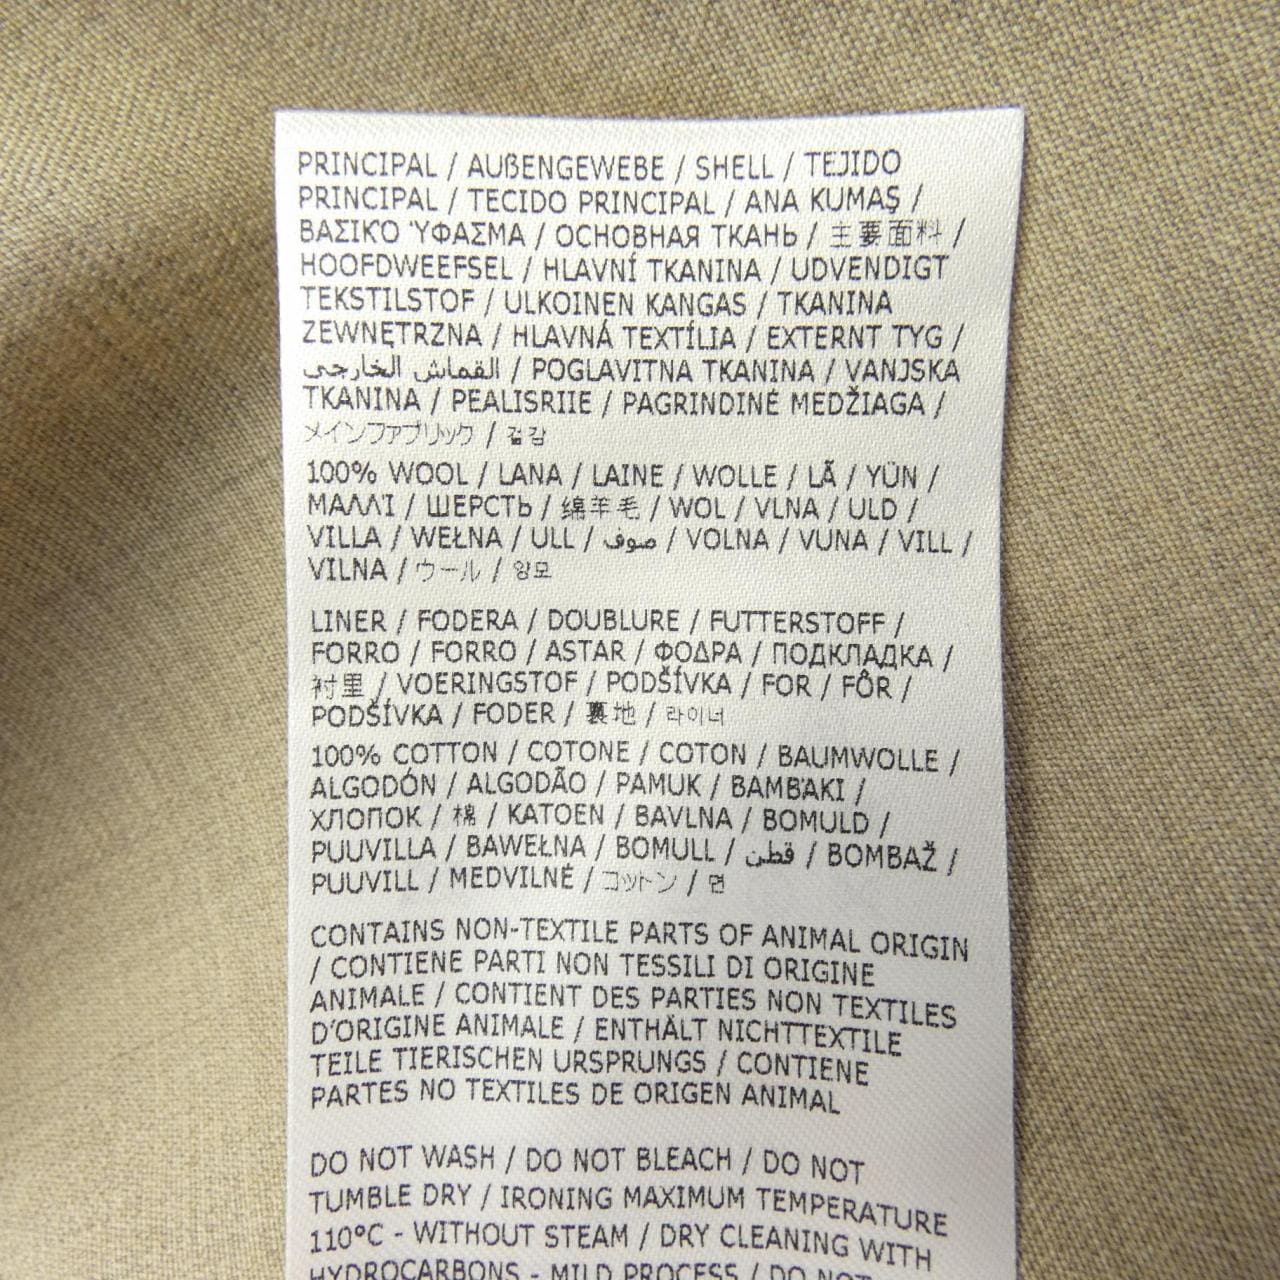 PRINCIPAL / AUßENGEWEBE / SHELL / TEJIDO
PRINCIPAL / TECIDO PRINCIPAL / ANA KUMAŞ /
ΒΑΣΙΚΌ ΎΦΑΣΜΑ / ОСНОВНАЯ ТКАНЬ / 主要面料 /
HOOFDWEEFSEL / HLAVNÍ TKANINA / UDVENDIGT
TEKSTILSTOF / ULKOINEN KANGAS / TKANINA
ZEWNĘTRZNA / HLAVNÁ TEXTÍLIA / EXTERNT TYG /
القماش الخارجي / POGLAVITNA TKANINA / VANJSKA
TKANINA / PEALISRIIE / PAGRINDINĖ MEDŽIAGA /
メインファブリック / 겉감
100% WOOL / LANA / LAINE / WOLLE / LÃ / YÜN /
ΜΑΛΛΊ / ШЕРСТЬ / 绵羊毛 / WOL / VLNA / ULD /
VILLA / WEŁNA / ULL / صوف / VOLNA / VUNA / VILL /
VILNA / ウール / 양모
LINER / FODERA / DOUBLURE / FUTTERSTOFF /
FORRO / FORRO / ASTAR / ΦΟΔΡΑ / ПОДКЛАДКА /
衬里 / VOERINGSTOF / PODŠÍVKA / FOR / FÔR /
PODŠÍVKA / FODER / 裏地 / 라이너
100% COTTON / COTONE / COTON / BAUMWOLLE /
ALGODÓN / ALGODÃO / PAMUK / ΒΑΜΒΆΚΙ /
ХЛОПОК / 棉 / KATOEN / BAVLNA / BOMULD /
PUUVILLA / BAWEŁNA / BOMULL / قطن / BOMBAŽ /
PUUVILL / MEDVILNĖ / コットン / 면
CONTAINS NON-TEXTILE PARTS OF ANIMAL ORIGIN
/ CONTIENE PARTI NON TESSILI DI ORIGINE
ANIMALE / CONTIENT DES PARTIES NON TEXTILES
D'ORIGINE ANIMALE / ENTHÄLT NICHTTEXTILE
TEILE TIERISCHEN URSPRUNGS / CONTIENE
PARTES NO TEXTILES DE ORIGEN ANIMAL
DO NOT WASH / DO NOT BLEACH / DO NOT
TUMBLE DRY / IRONING MAXIMUM TEMPERATURE
110°C - WITHOUT STEAM / DRY CLEANING WITH
HYDROCARBONS - MILD PROCESS / DO NOT